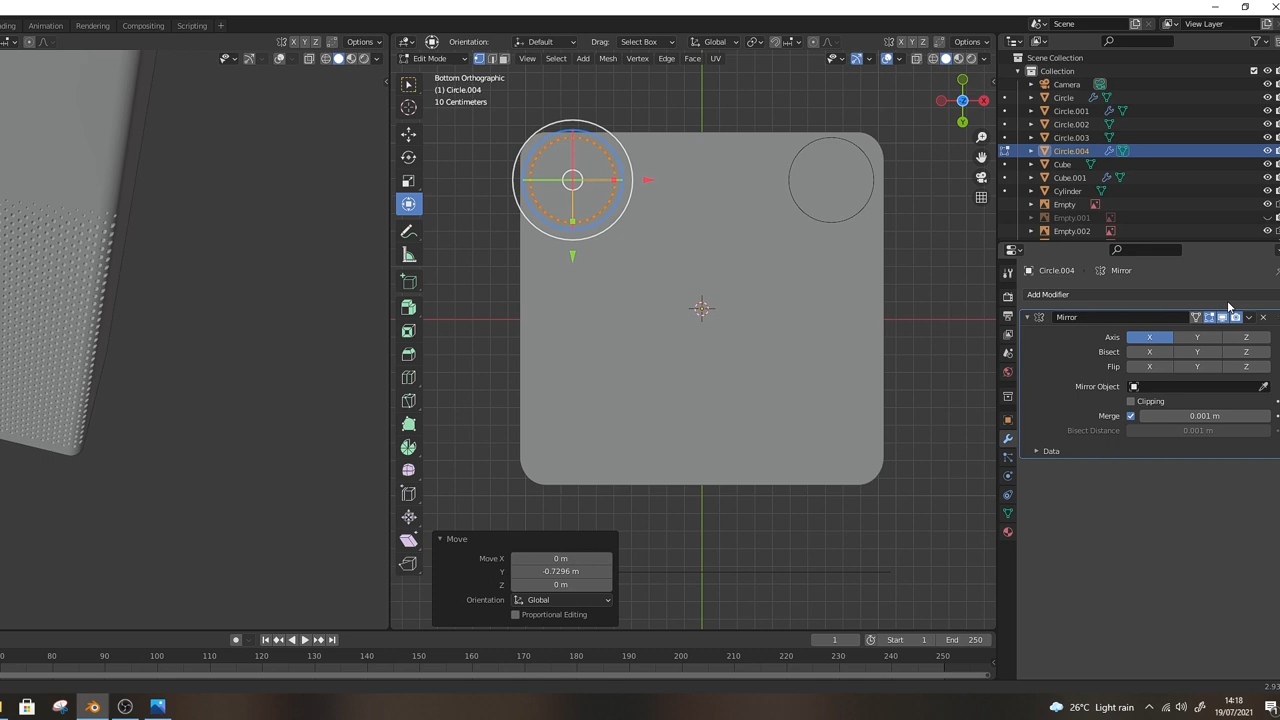 ding Animation Rendering Compositing Scripting +
Scene View Layer
X Y Z Options
Orientation: Default Drag: Select Box Global X Y Z Options
Edit Mode View Select Add Mesh Vertex Edge Face UV
Bottom Orthographic
(1) Circle.004
10 Centimeters
X
Y
Z
Scene Collection
Collection
Camera
Circle
Circle.001
Circle.002
Circle.003
Circle.004
Cube
Cube.001
Cylinder
Empty
Empty.001
Empty.002
Circle.004 Mirror
Add Modifier
Mirror
Axis X Y Z
Bisect X Y Z
Flip X Y Z
Mirror Object
Clipping
Merge 0.001 m
Bisect Distance 0.001 m
Data
Move
Move X 0 m
Y -0.7296 m
Z 0 m
Orientation Global
Proportional Editing
1 Start 1 End 250
0 80 90 100 110 120 130 140 150 160 170 180 190 200 210 220 230 240 250
2.93
26°C Light rain
14:18
19/07/2021